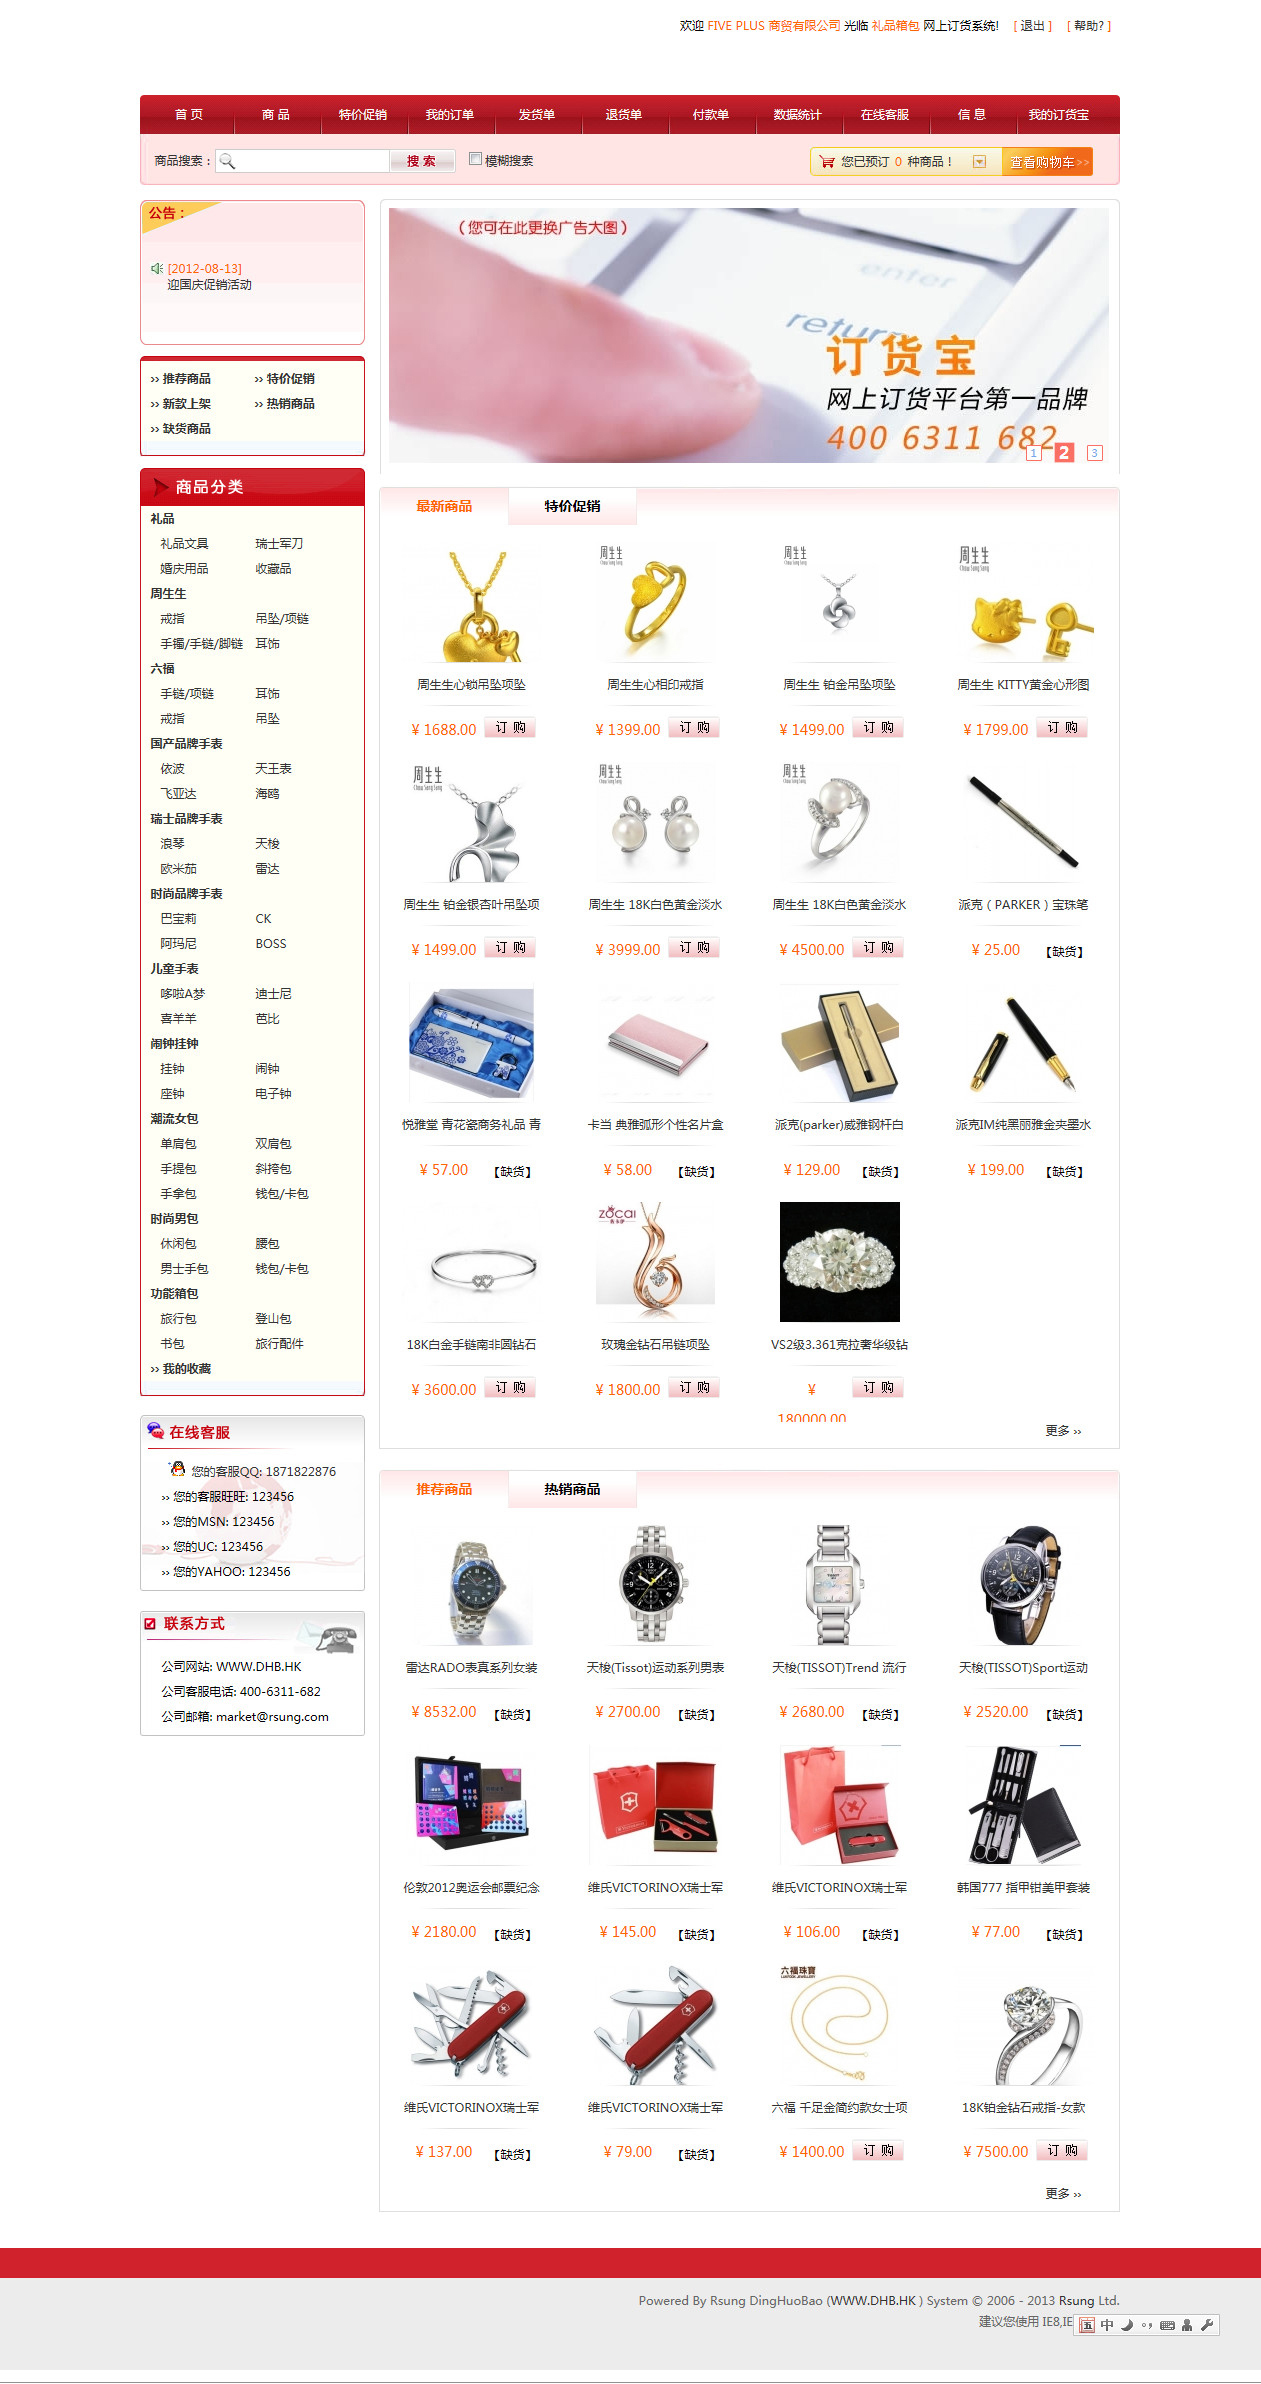 欢迎 FIVE PLUS 商贸有限公司 光临 礼品箱包 网上订货系统! [ 退出 ] [ 帮助? ]
首 页 商 品 特价促销 我的订单 发货单 退货单 付款单 数据统计 在线客服 信 息 我的订货宝
商品搜索： 搜 索 模糊搜索 您已预订 0 种商品！ 查看购物车>>
公告：
[2012-08-13]
迎国庆促销活动
›› 推荐商品 ›› 特价促销
›› 新款上架 ›› 热销商品
›› 缺货商品
商品分类
礼品
礼品文具 瑞士军刀
婚庆用品 收藏品
周生生
戒指 吊坠/项链
手镯/手链/脚链 耳饰
六福
手链/项链 耳饰
戒指 吊坠
国产品牌手表
依波 天王表
飞亚达 海鸥
瑞士品牌手表
浪琴 天梭
欧米茄 雷达
时尚品牌手表
巴宝莉 CK
阿玛尼 BOSS
儿童手表
哆啦A梦 迪士尼
喜羊羊 芭比
闹钟挂钟
挂钟 闹钟
座钟 电子钟
潮流女包
单肩包 双肩包
手提包 斜挎包
手拿包 钱包/卡包
时尚男包
休闲包 腰包
男士手包 钱包/卡包
功能箱包
旅行包 登山包
书包 旅行配件
›› 我的收藏
在线客服
您的客服QQ: 1871822876
›› 您的客服旺旺: 123456
›› 您的MSN: 123456
›› 您的UC: 123456
›› 您的YAHOO: 123456
联系方式
公司网站: WWW.DHB.HK
公司客服电话: 400-6311-682
公司邮箱: market@rsung.com
（您可在此更换广告大图）
enter
return
订货宝
网上订货平台第一品牌
400 6311 682
1 2 3
最新商品 特价促销
周生生 周生生 周生生
Chow Sang Sang Chow Sang Sang Chow Sang Sang
周生生心锁吊坠项坠 周生生心相印戒指 周生生 铂金吊坠项坠 周生生 KITTY黄金心形图
¥ 1688.00 订 购 ¥ 1399.00 订 购 ¥ 1499.00 订 购 ¥ 1799.00 订 购
周生生 周生生 周生生
Chow Sang Sang Chow Sang Sang Chow Sang Sang
周生生 铂金银杏叶吊坠项 周生生 18K白色黄金淡水 周生生 18K白色黄金淡水 派克（PARKER）宝珠笔
¥ 1499.00 订 购 ¥ 3999.00 订 购 ¥ 4500.00 订 购 ¥ 25.00 【缺货】
悦雅堂 青花瓷商务礼品 青 卡当 典雅弧形个性名片盒 派克(parker)威雅钢杆白 派克IM纯黑丽雅金夹墨水
¥ 57.00 【缺货】 ¥ 58.00 【缺货】 ¥ 129.00 【缺货】 ¥ 199.00 【缺货】
ZOCAI
18K白金手链南非圆钻石 玫瑰金钻石吊链项坠 VS2级3.361克拉奢华级钻
¥ 3600.00 订 购 ¥ 1800.00 订 购 ¥ 订 购
180000.00
更多 ››
推荐商品 热销商品
雷达RADO表真系列女装 天梭(Tissot)运动系列男表 天梭(TISSOT)Trend 流行 天梭(TISSOT)Sport运动
¥ 8532.00 【缺货】 ¥ 2700.00 【缺货】 ¥ 2680.00 【缺货】 ¥ 2520.00 【缺货】
伦敦2012奥运会邮票纪念 维氏VICTORINOX瑞士军 维氏VICTORINOX瑞士军 韩国777 指甲钳美甲套装
¥ 2180.00 【缺货】 ¥ 145.00 【缺货】 ¥ 106.00 【缺货】 ¥ 77.00 【缺货】
六福珠寶
LUKFOOK JEWELLERY
维氏VICTORINOX瑞士军 维氏VICTORINOX瑞士军 六福 千足金简约款女士项 18K铂金钻石戒指-女款
¥ 137.00 【缺货】 ¥ 79.00 【缺货】 ¥ 1400.00 订 购 ¥ 7500.00 订 购
更多 ››
Powered By Rsung DingHuoBao (WWW.DHB.HK ) System © 2006 - 2013 Rsung Ltd.
建议您使用 IE8,IE
五 中